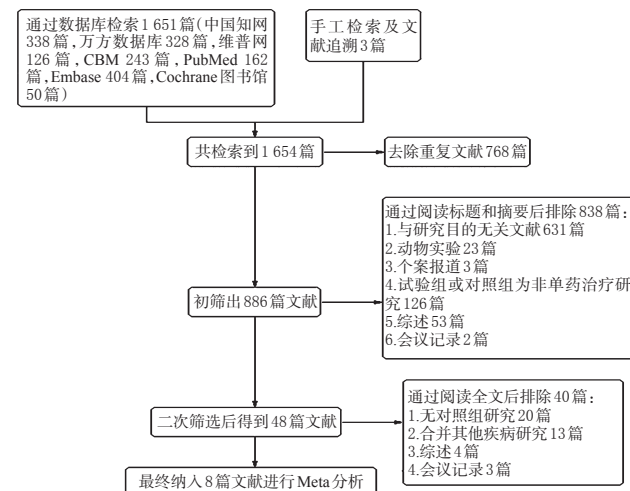 通过数据库检索1 651篇(中国知网
338篇,万方数据库328篇,维普网
126篇,CBM 243篇,PubMed 162
篇,Embase 404篇,Cochrane图书馆
50篇)
手工检索及文
献追溯3篇
共检索到1 654篇
去除重复文献768篇
通过阅读标题和摘要后排除838篇:
1.与研究目的无关文献631篇
2.动物实验23篇
3.个案报道3篇
4.试验组或对照组为非单药治疗研
究126篇
5.综述53篇
6.会议记录2篇
初筛出886篇文献
二次筛选后得到48篇文献
通过阅读全文后排除40篇:
1.无对照组研究20篇
2.合并其他疾病研究13篇
3.综述4篇
4.会议记录3篇
最终纳入8篇文献进行Meta分析